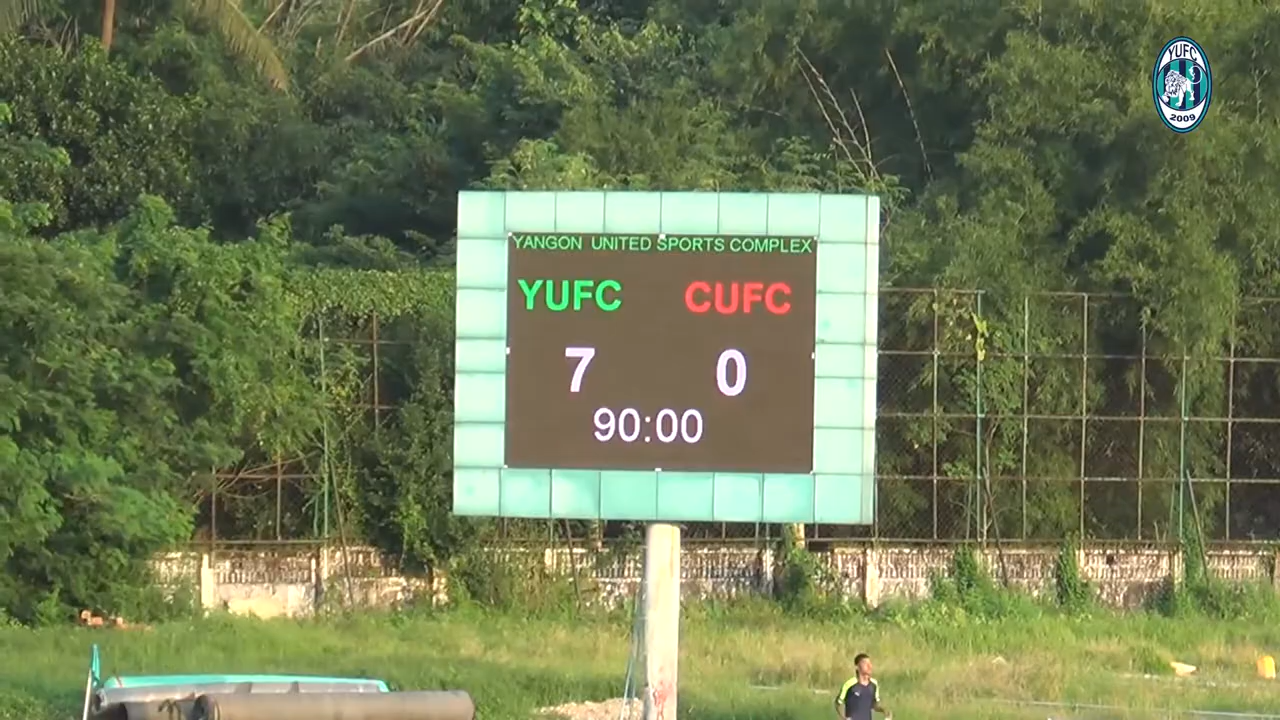 YUFC
2009
YANGON UNITED SPORTS COMPLEX
YUFC CUFC
7 0
90:00